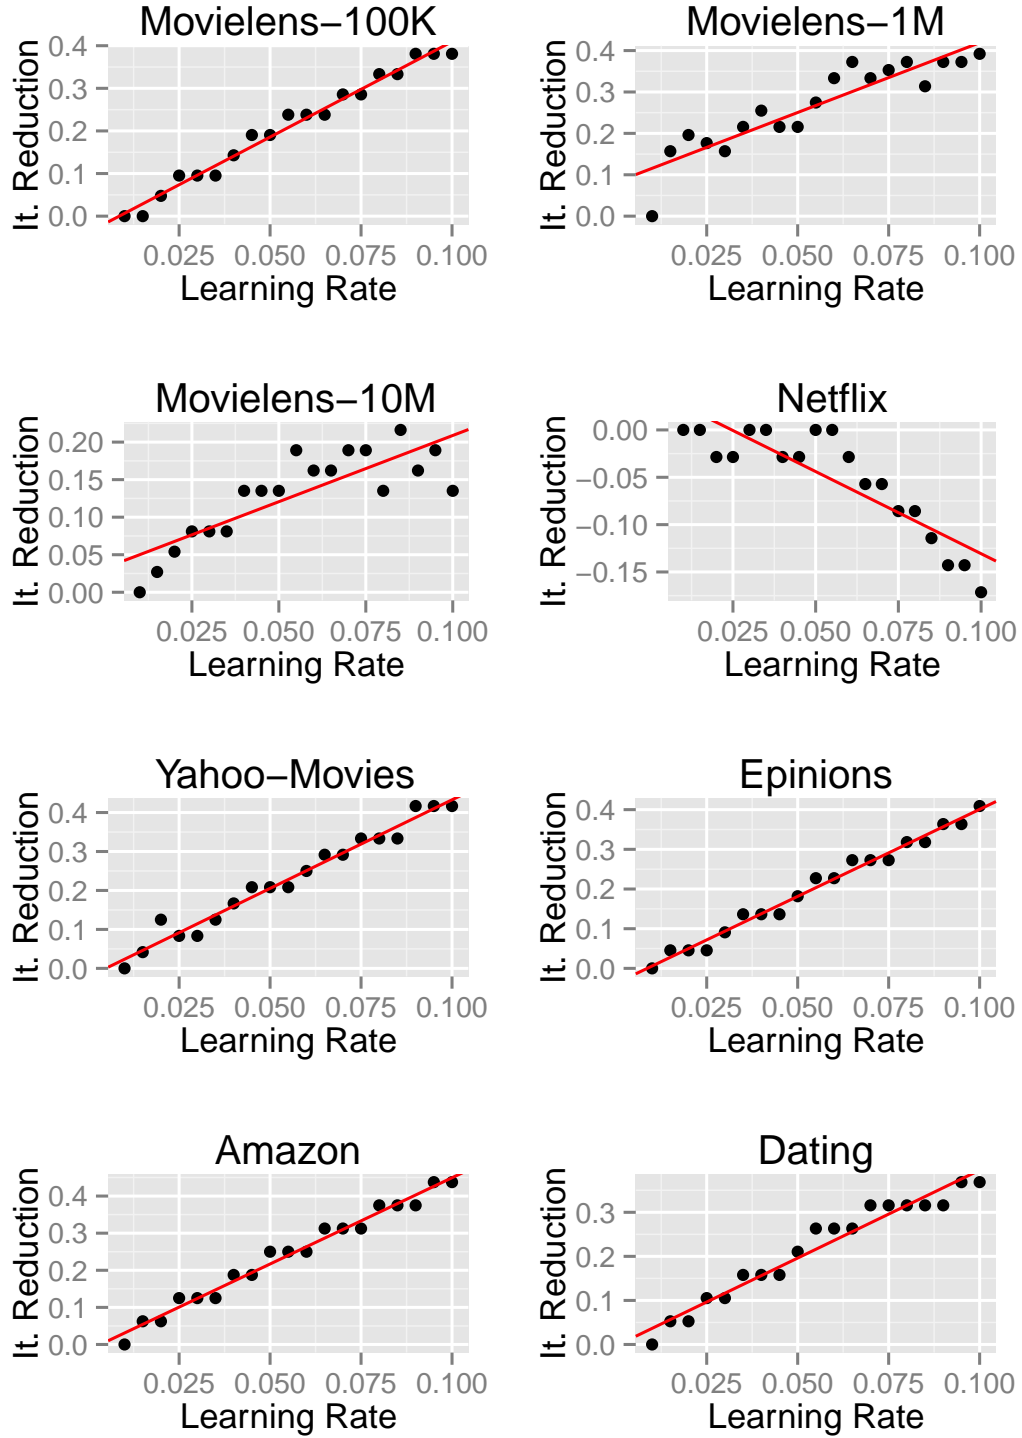 Movielens−100K
It. Reduction
0.4
0.3
0.2
0.1
0.0
0.025 0.050 0.075 0.100
Learning Rate
Movielens−1M
It. Reduction
0.4
0.3
0.2
0.1
0.0
0.025 0.050 0.075 0.100
Learning Rate
Movielens−10M
It. Reduction
0.20
0.15
0.10
0.05
0.00
0.025 0.050 0.075 0.100
Learning Rate
Netflix
It. Reduction
0.00
−0.05
−0.10
−0.15
0.025 0.050 0.075 0.100
Learning Rate
Yahoo−Movies
It. Reduction
0.4
0.3
0.2
0.1
0.0
0.025 0.050 0.075 0.100
Learning Rate
Epinions
It. Reduction
0.4
0.3
0.2
0.1
0.0
0.025 0.050 0.075 0.100
Learning Rate
Amazon
It. Reduction
0.4
0.3
0.2
0.1
0.0
0.025 0.050 0.075 0.100
Learning Rate
Dating
It. Reduction
0.3
0.2
0.1
0.0
0.025 0.050 0.075 0.100
Learning Rate